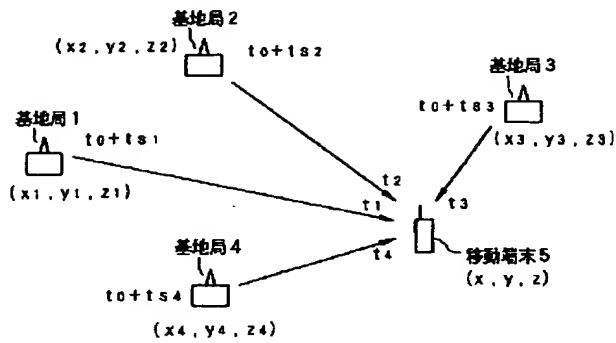 基地局2
(x2, y2, z2)
t0+ts2
基地局3
t0+ts3
(x3, y3, z3)
基地局1
t0+ts1
(x1, y1, z1)
t2
t1
t3
基地局4
t4
移動端末5
(x, y, z)
t0+ts4
(x4, y4, z4)